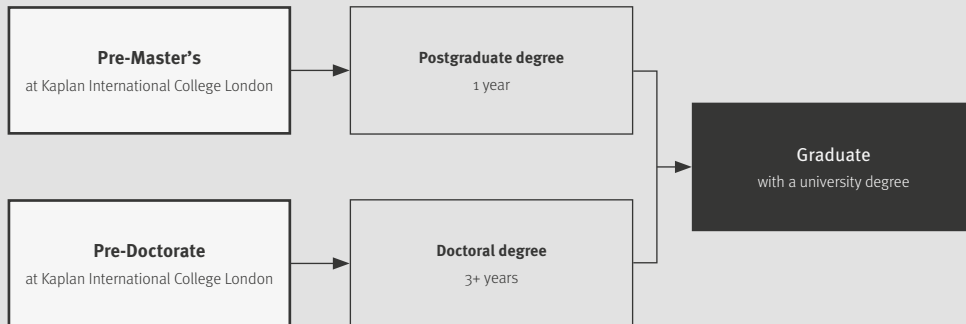 Pre-Master's
at Kaplan International College London
Postgraduate degree
1 year
Graduate
with a university degree
Pre-Doctorate
at Kaplan International College London
Doctoral degree
3+ years